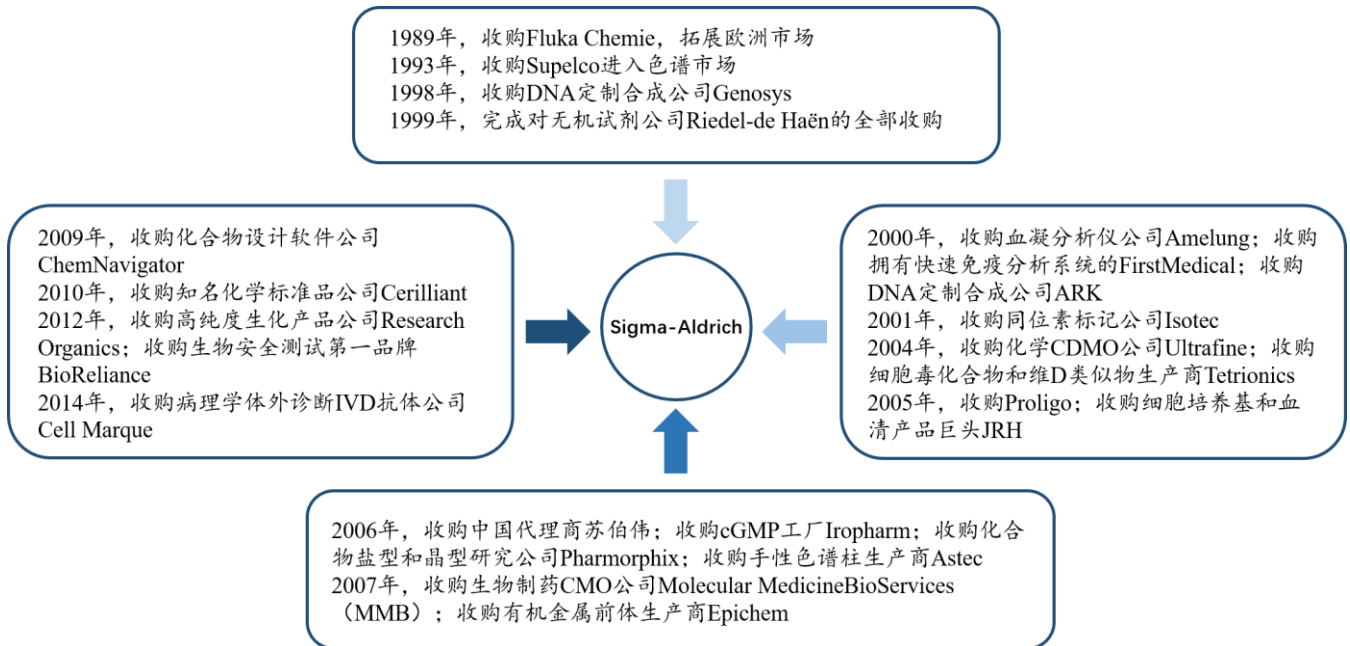 1989年，收购Fluka Chemie，拓展欧洲市场
1993年，收购Supelco进入色谱市场
1998年，收购DNA定制合成公司Genosys
1999年，完成对无机试剂公司Riedel-de Haën的全部收购
2009年，收购化合物设计软件公司
ChemNavigator
2010年，收购知名化学标准品公司Cerilliant
2012年，收购高纯度生化产品公司Research
Organics；收购生物安全测试第一品牌
BioReliance
2014年，收购病理学体外诊断IVD抗体公司
Cell Marque
Sigma-Aldrich
2000年，收购血凝分析仪公司Amelung；收购
拥有快速免疫分析系统的FirstMedical；收购
DNA定制合成公司ARK
2001年，收购同位素标记公司Isotec
2004年，收购化学CDMO公司Ultrafine；收购
细胞毒化合物和维D类似物生产商Tetrionics
2005年，收购Proligo；收购细胞培养基和血
清产品巨头JRH
2006年，收购中国代理商苏伯伟；收购cGMP工厂Iropharm；收购化合
物盐型和晶型研究公司Pharmorphix；收购手性色谱柱生产商Astec
2007年，收购生物制药CMO公司Molecular MedicineBioServices
（MMB）；收购有机金属前体生产商Epichem